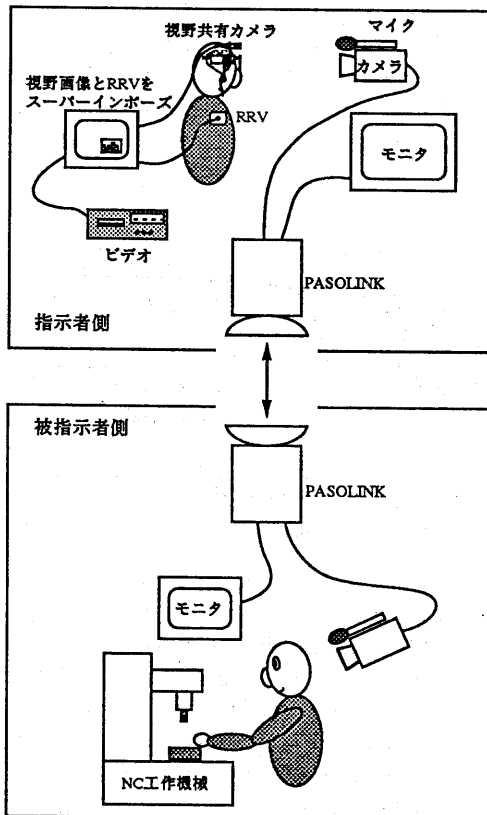 視野共有カメラ
マイク
カメラ
視野画像とRRVを
スーパーインポーズ
RRV
モニタ
ビデオ
PASOLINK
指示者側
被指示者側
PASOLINK
モニタ
NC工作機械